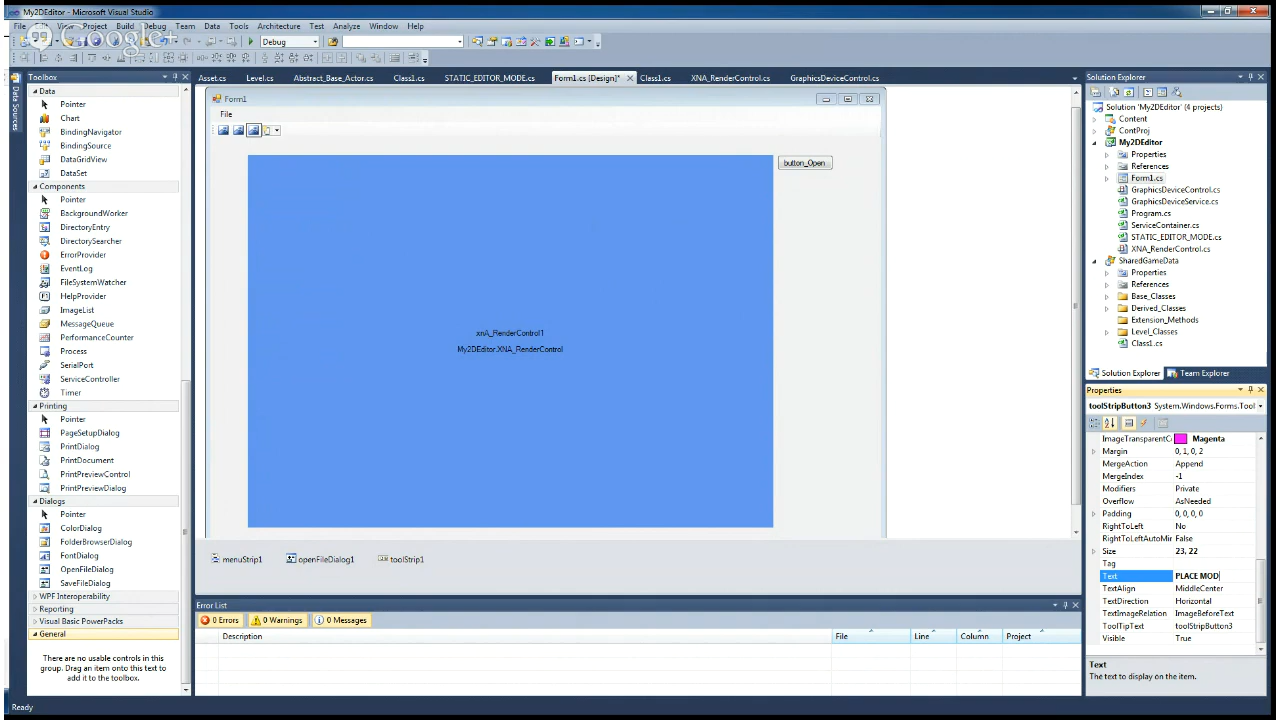 My2DEditor - Microsoft Visual Studio
File Edit View Project Build Debug Team Data Tools Architecture Test Analyze Window Help
Google+
Debug
Toolbox
Asset.cs Level.cs Abstract_Base_Actor.cs Class1.cs STATIC_EDITOR_MODE.cs Form1.cs [Design]* Class1.cs XNA_RenderControl.cs GraphicsDeviceControl.cs
Data Sources
Data
Pointer
Chart
BindingNavigator
BindingSource
DataGridView
DataSet
Components
Pointer
BackgroundWorker
DirectoryEntry
DirectorySearcher
ErrorProvider
EventLog
FileSystemWatcher
HelpProvider
ImageList
MessageQueue
PerformanceCounter
Process
SerialPort
ServiceController
Timer
Printing
Pointer
PageSetupDialog
PrintDialog
PrintDocument
PrintPreviewControl
PrintPreviewDialog
Dialogs
Pointer
ColorDialog
FolderBrowserDialog
FontDialog
OpenFileDialog
SaveFileDialog
WPF Interoperability
Reporting
Visual Basic PowerPacks
General
There are no usable controls in this
group. Drag an item onto this text to
add it to the toolbox.
Form1
File
button_Open
xnA_RenderControl1
My2DEditor.XNA_RenderControl
menuStrip1 openFileDialog1 toolStrip1
Error List
0 Errors 0 Warnings 0 Messages
Description File Line Column Project
Solution Explorer
Solution 'My2DEditor' (4 projects)
Content
ContProj
My2DEditor
Properties
References
Form1.cs
GraphicsDeviceControl.cs
GraphicsDeviceService.cs
Program.cs
ServiceContainer.cs
STATIC_EDITOR_MODE.cs
XNA_RenderControl.cs
SharedGameData
Properties
References
Base_Classes
Derived_Classes
Extension_Methods
Level_Classes
Class1.cs
Solution Explorer Team Explorer
Properties
toolStripButton3 System.Windows.Forms.Tool
ImageTransparentC Magenta
Margin 0, 1, 0, 2
MergeAction Append
MergeIndex -1
Modifiers Private
Overflow AsNeeded
Padding 0, 0, 0, 0
RightToLeft No
RightToLeftAutoMir False
Size 23, 22
Tag
Text PLACE MOD
TextAlign MiddleCenter
TextDirection Horizontal
TextImageRelation ImageBeforeText
ToolTipText toolStripButton3
Visible True
Text
The text to display on the item.
Ready